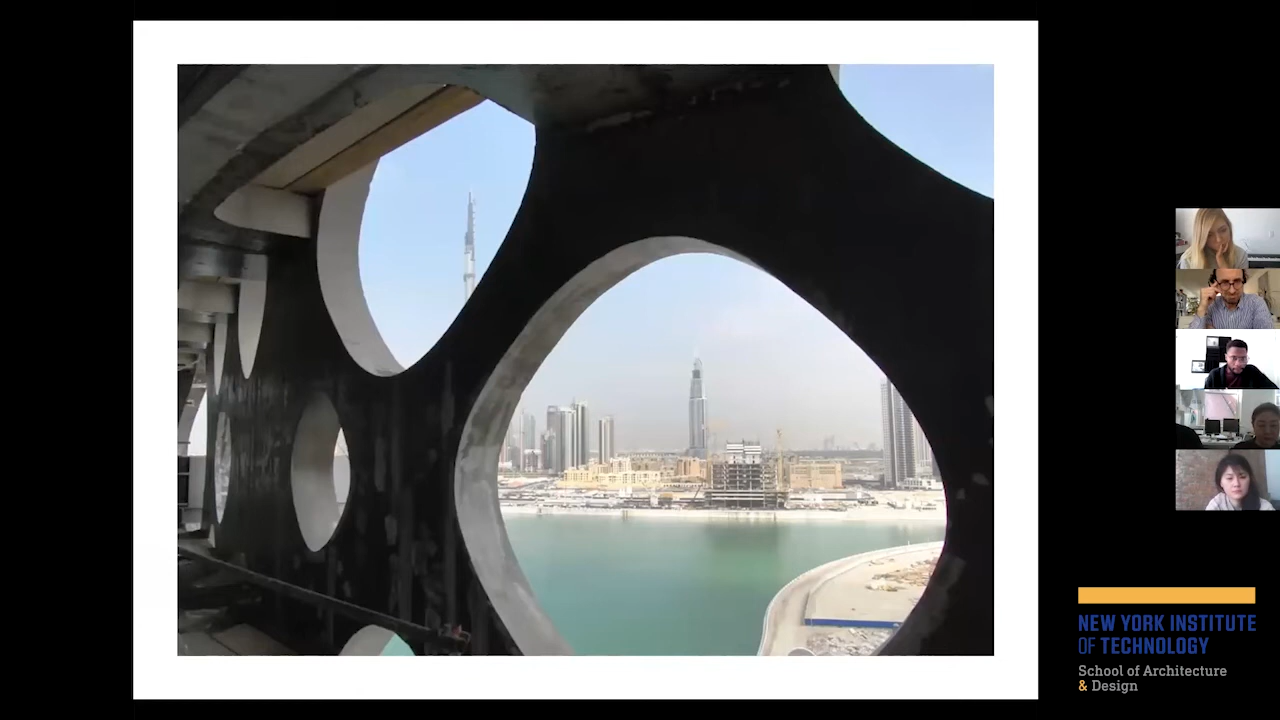 NEW YORK INSTITUTE
OF TECHNOLOGY
School of Architecture
& Design